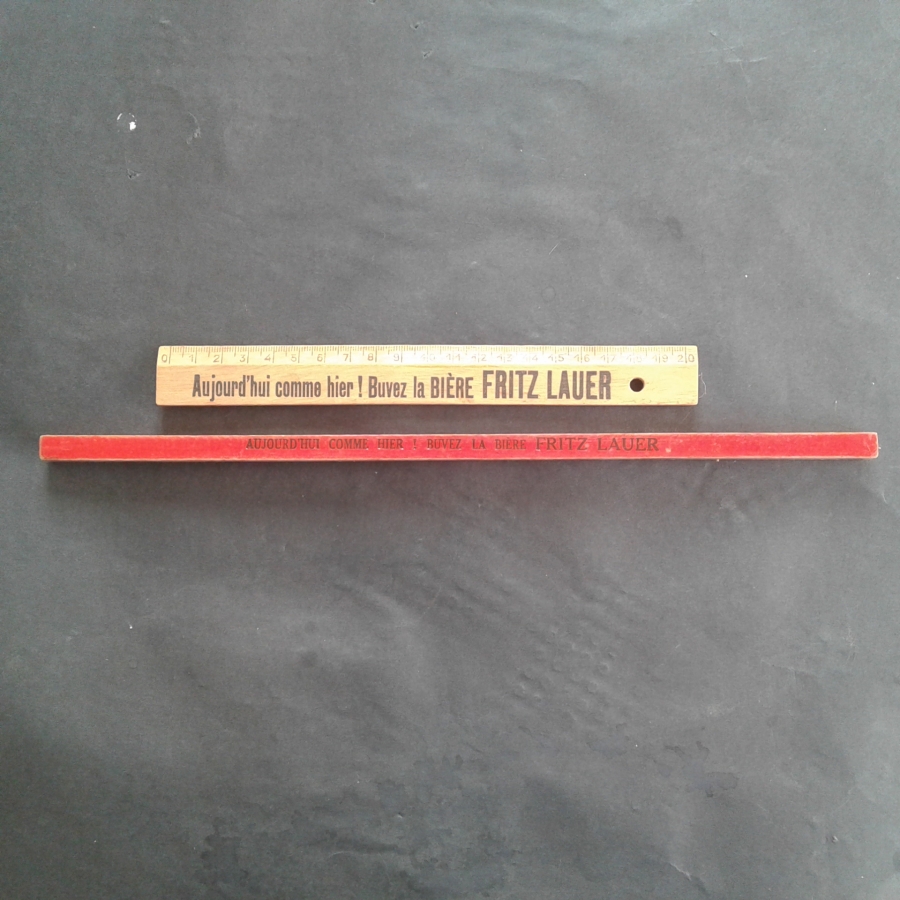 0 1 2 3 4 5 6 7 8 9 10 11 12 13 14 15 16 17 18 19 20
Aujourd'hui comme hier ! Buvez la BIÈRE FRITZ LAUER
AUJOURD'HUI COMME HIER ! BUVEZ LA BIERE FRITZ LAUER